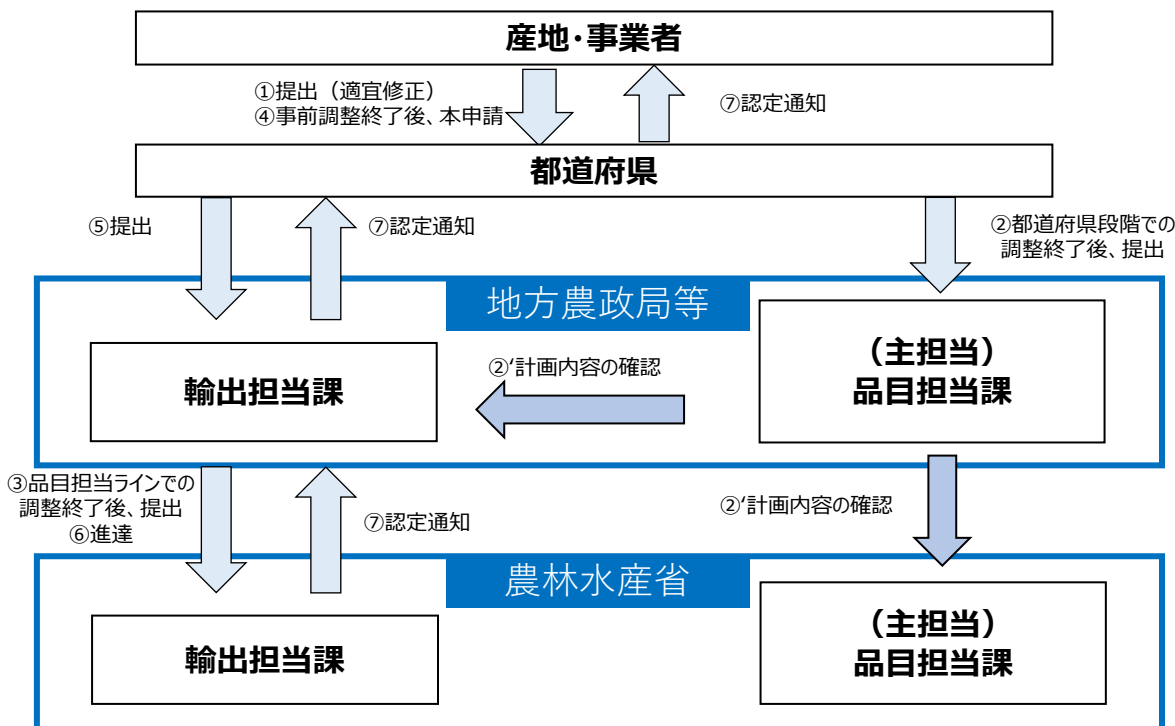 産地・事業者
①提出（適宜修正）
④事前調整終了後、本申請
⑦認定通知
都道府県
⑤提出
⑦認定通知
②都道府県段階での
調整終了後、提出
地方農政局等
輸出担当課
②‘計画内容の確認
（主担当）
品目担当課
③品目担当ラインでの
調整終了後、提出
⑥進達
⑦認定通知
②‘計画内容の確認
農林水産省
輸出担当課
（主担当）
品目担当課